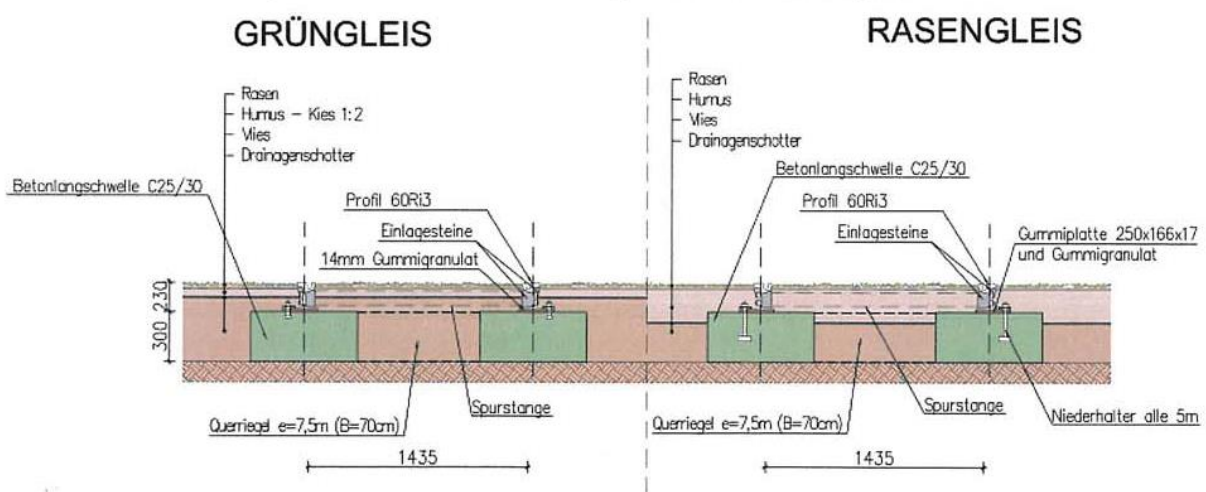 GRÜNGLEIS
Rasen
Humus - Kies 1:2
Vlies
Drainagenschotter
Betonlangschwelle C25/30
Profil 60Ri3
Einlagesteine
14mm Gummigranulat
230
300
Spurstange
Querriegel e=7,5m (B=70cm)
1435
RASENGLEIS
Rasen
Humus
Vlies
Drainagenschotter
Betonlangschwelle C25/30
Profil 60Ri3
Einlagesteine
Gummiplatte 250x166x17
und Gummigranulat
Spurstange
Querriegel e=7,5m (B=70cm)
Niederhalter alle 5m
1435